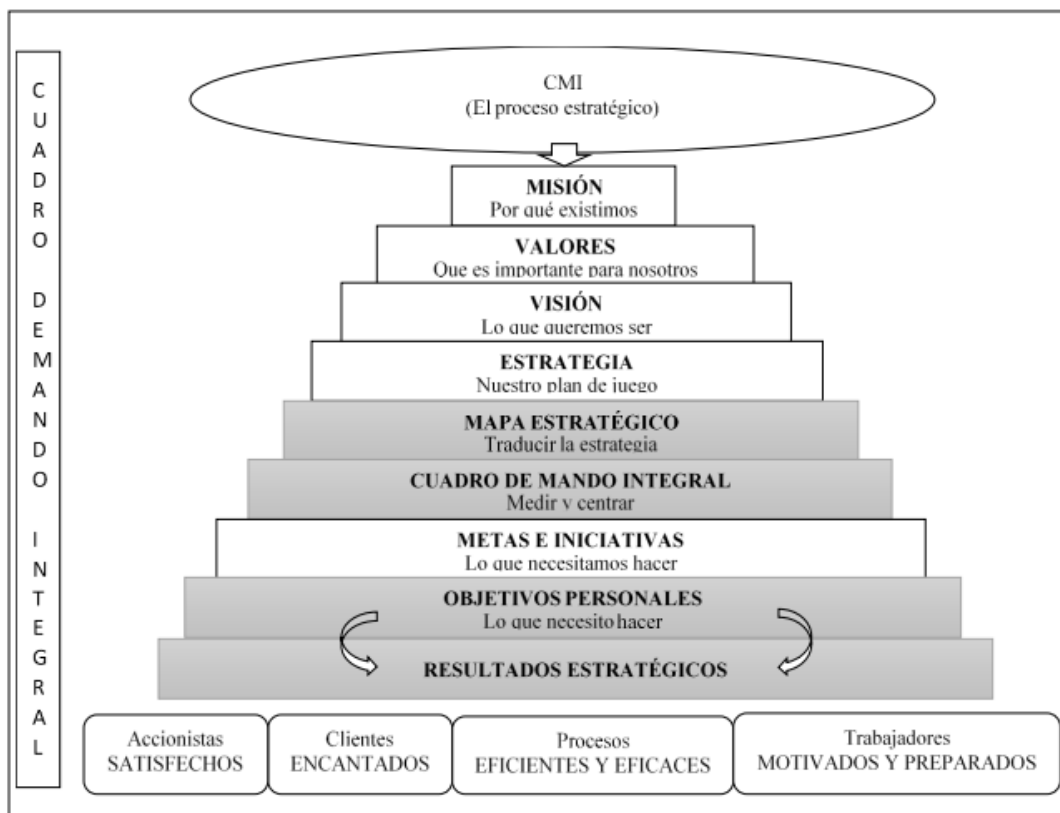 CUADRO DE MANDO INTEGRAL
CMI
(El proceso estratégico)
MISIÓN
Por qué existimos
VALORES
Que es importante para nosotros
VISIÓN
Lo que queremos ser
ESTRATEGIA
Nuestro plan de juego
MAPA ESTRATÉGICO
Traducir la estrategia
CUADRO DE MANDO INTEGRAL
Medir y centrar
METAS E INICIATIVAS
Lo que necesitamos hacer
OBJETIVOS PERSONALES
Lo que necesito hacer
RESULTADOS ESTRATÉGICOS
Accionistas
SATISFECHOS
Clientes
ENCANTADOS
Procesos
EFICIENTES Y EFICACES
Trabajadores
MOTIVADOS Y PREPARADOS